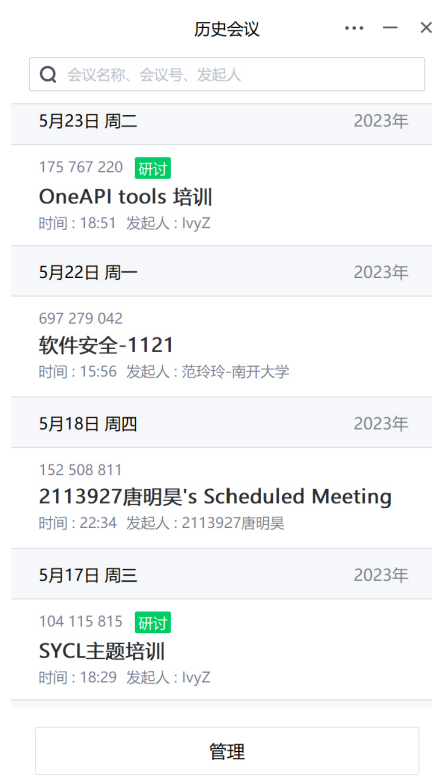 历史会议
会议名称、会议号、发起人
5月23日 周二 2023年
175 767 220 研讨
OneAPI tools 培训
时间 : 18:51 发起人 : IvyZ
5月22日 周一 2023年
697 279 042
软件安全-1121
时间 : 15:56 发起人 : 范玲玲-南开大学
5月18日 周四 2023年
152 508 811
2113927唐明昊's Scheduled Meeting
时间 : 22:34 发起人 : 2113927唐明昊
5月17日 周三 2023年
104 115 815 研讨
SYCL主题培训
时间 : 18:29 发起人 : IvyZ
管理